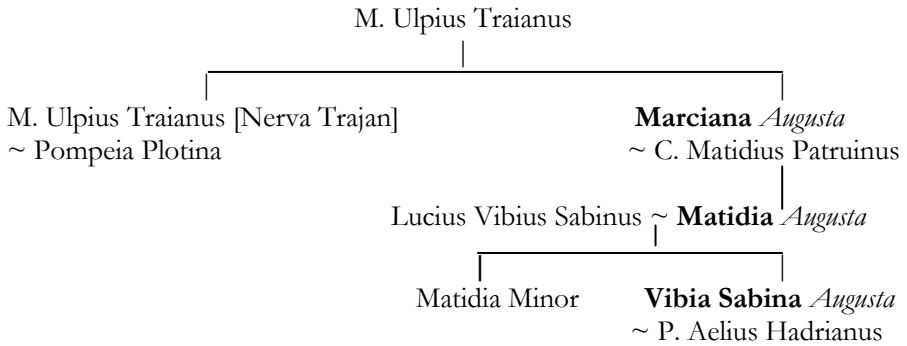 M. Ulpius Traianus
M. Ulpius Traianus [Nerva Trajan] Marciana Augusta
~ Pompeia Plotina ~ C. Matidius Patruinus
Lucius Vibius Sabinus ~ Matidia Augusta
Matidia Minor Vibia Sabina Augusta
~ P. Aelius Hadrianus